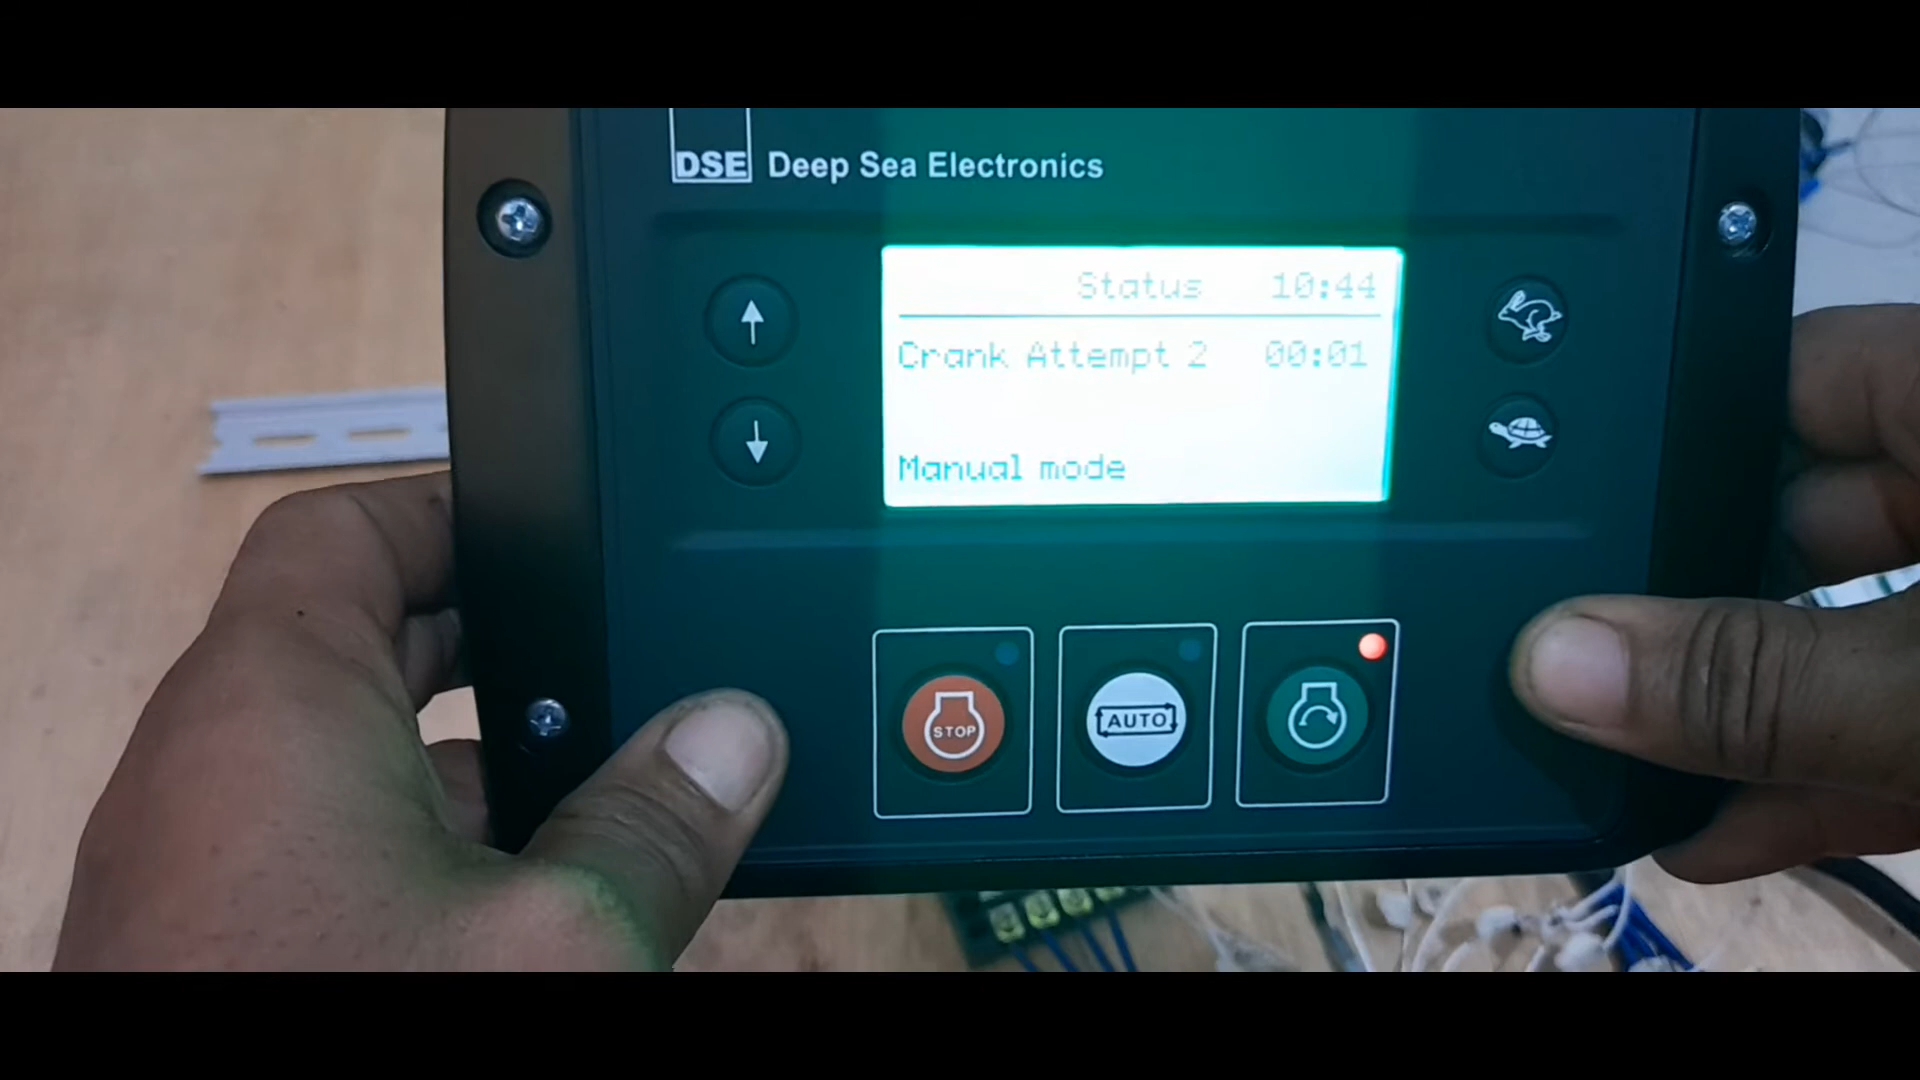 DSE Deep Sea Electronics
Status 10:44
Crank Attempt 2 00:01
Manual mode
STOP
AUTO